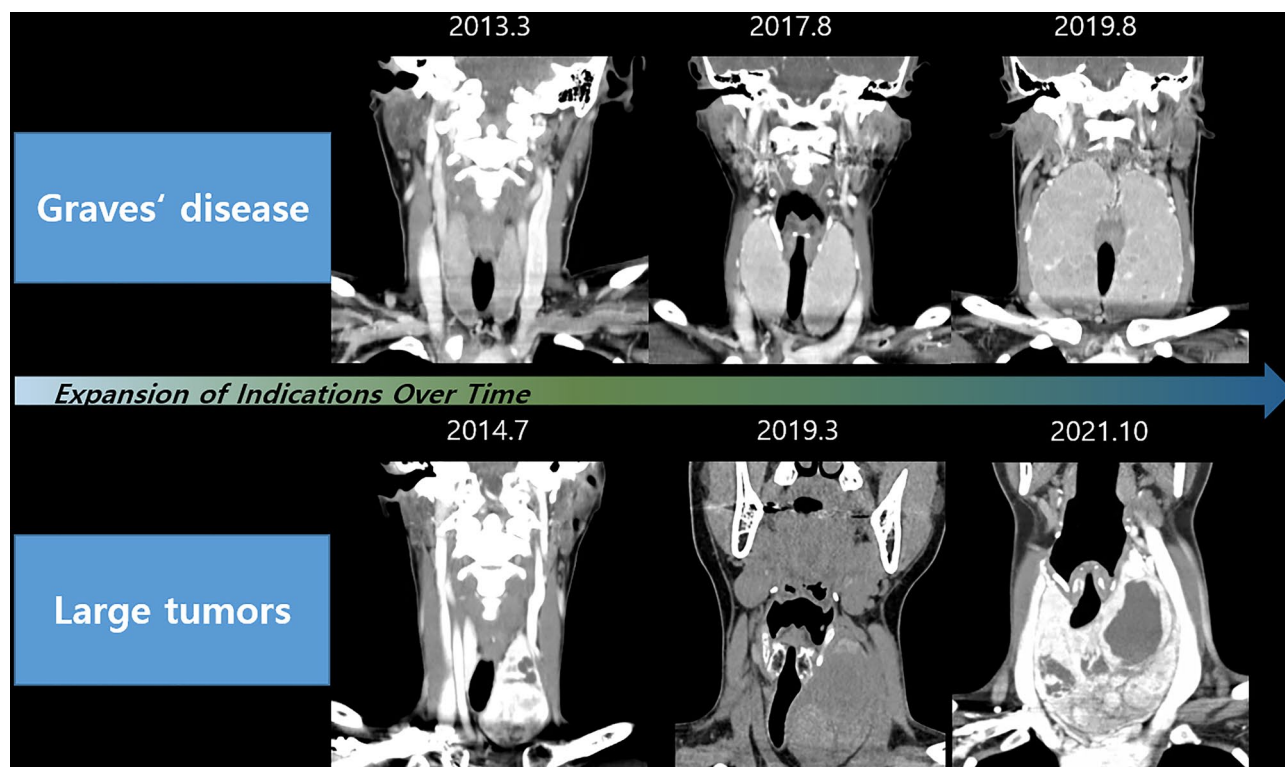 2013.3
2017.8
2019.8
Graves‘ disease
Expansion of Indications Over Time
2014.7
2019.3
2021.10
Large tumors